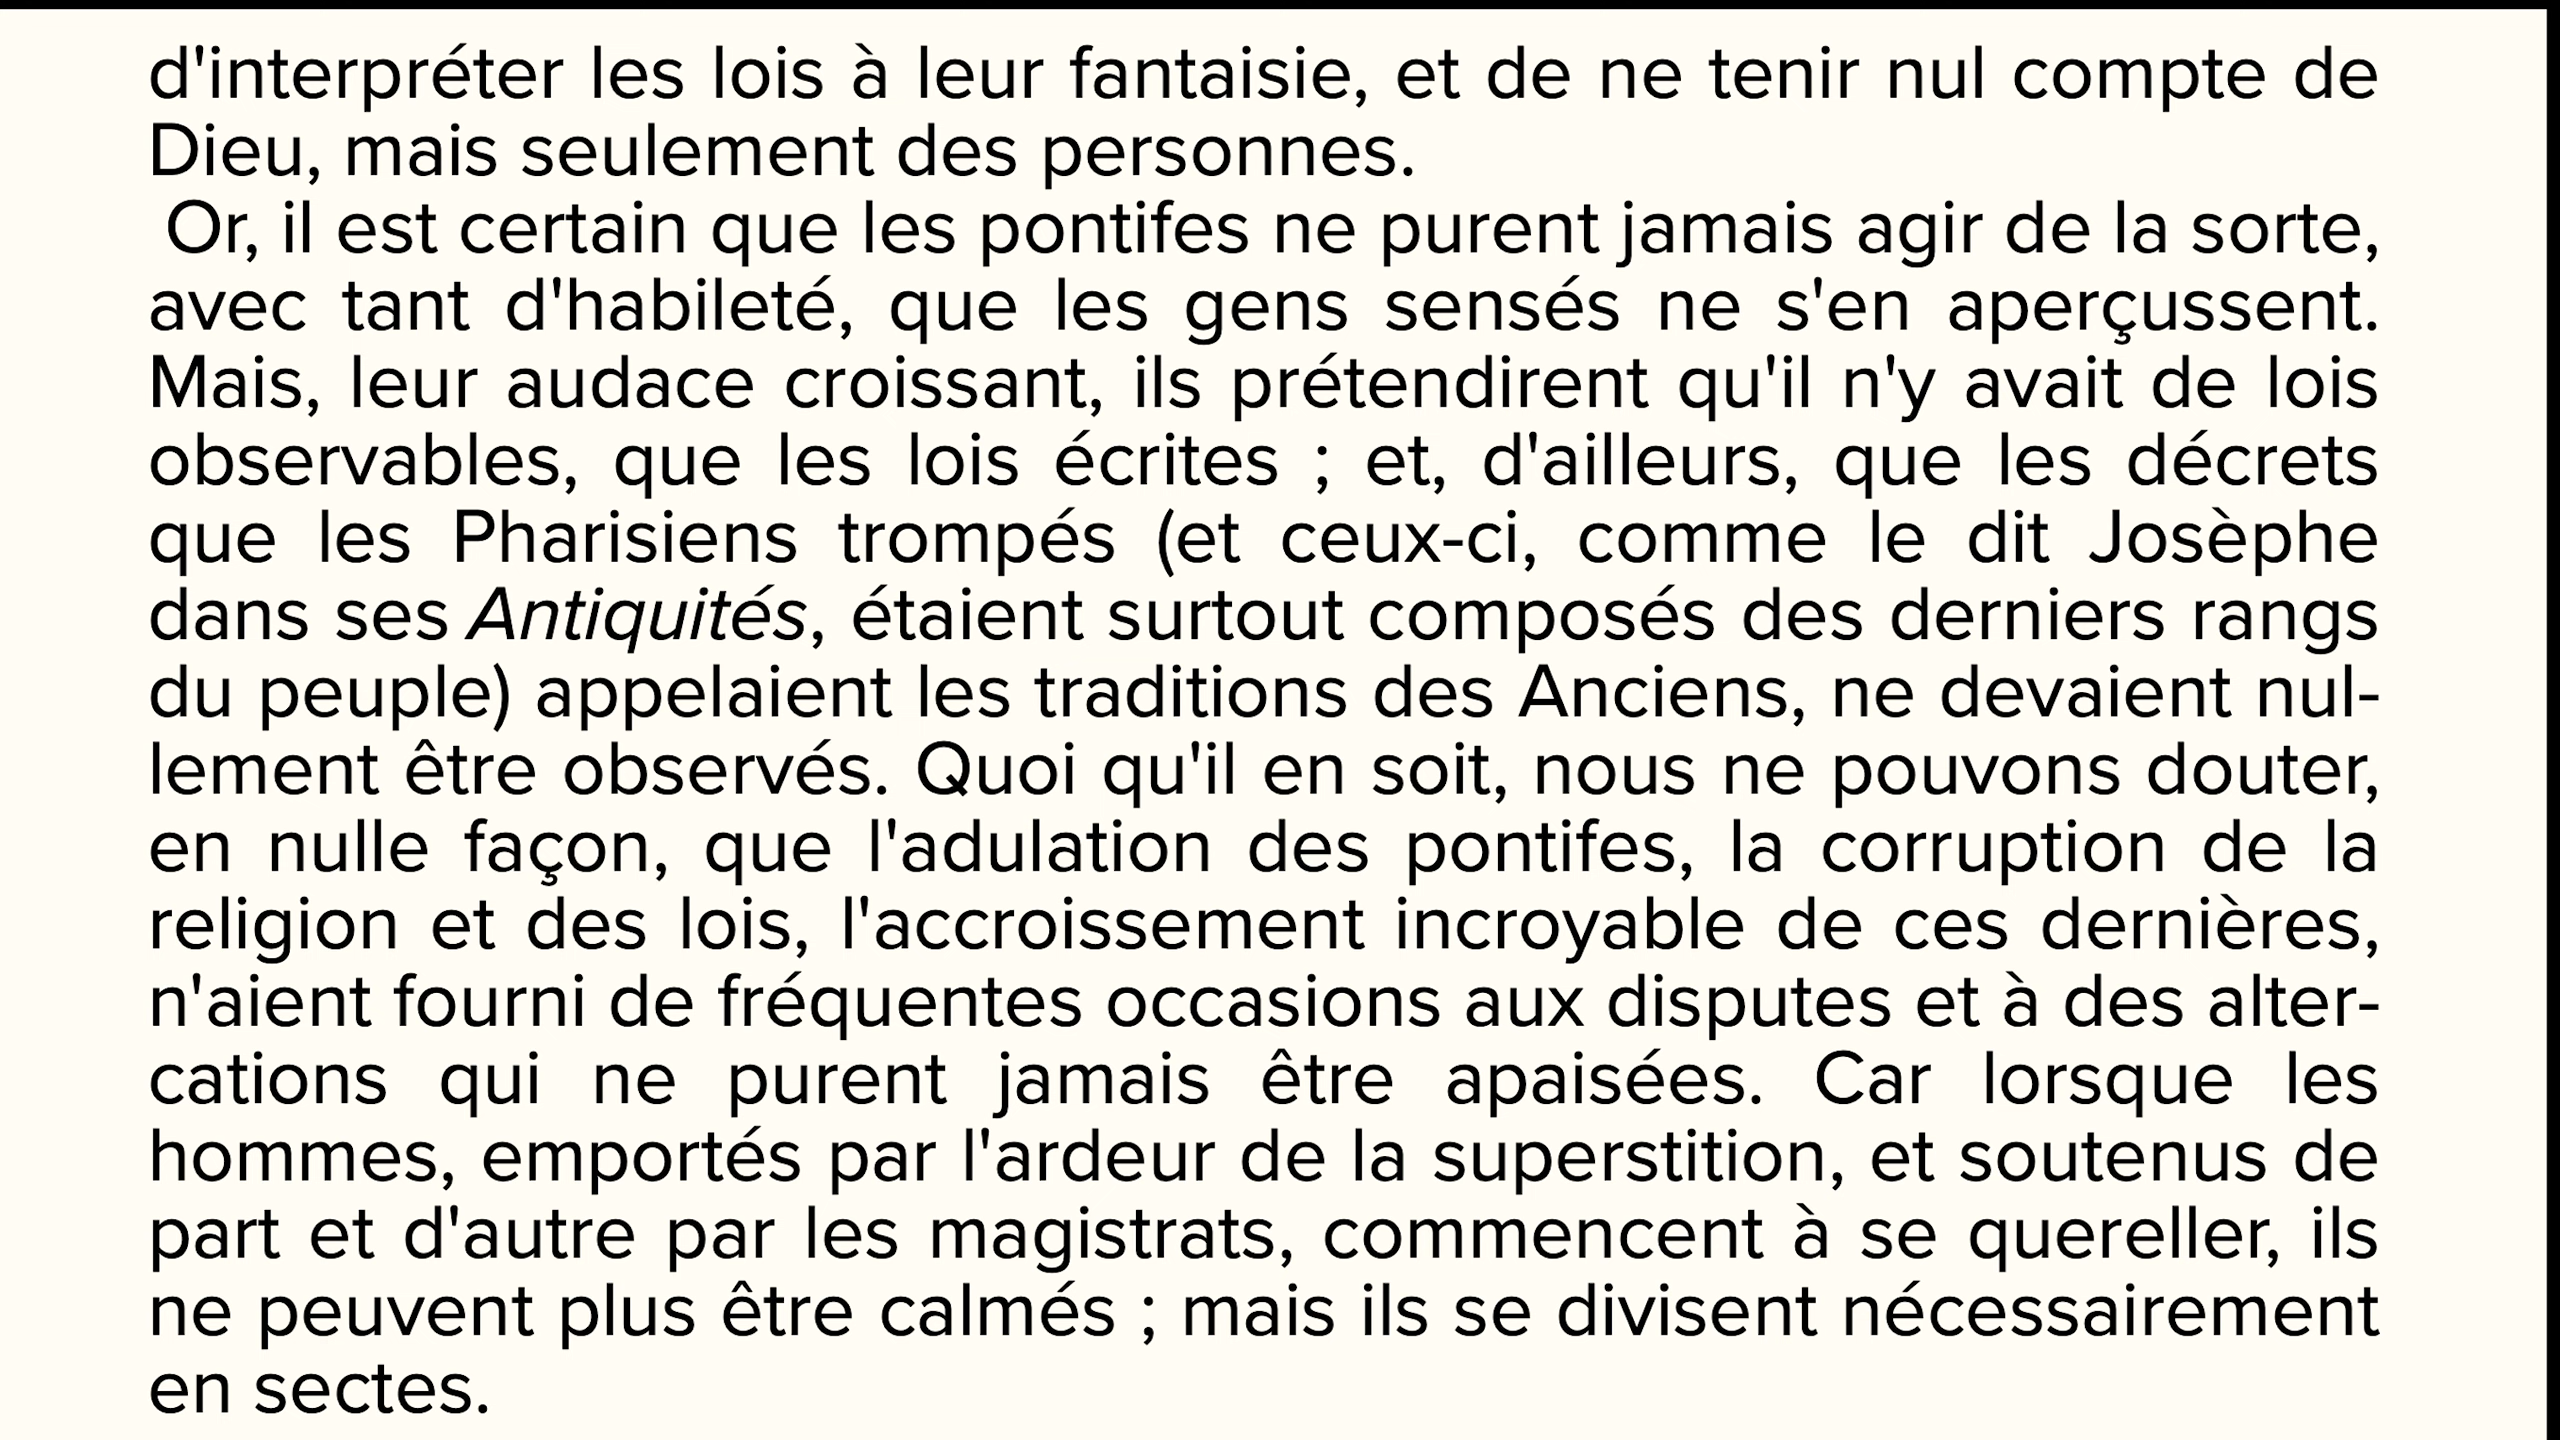 d'interpréter les lois à leur fantaisie, et de ne tenir nul compte de
Dieu, mais seulement des personnes.
Or, il est certain que les pontifes ne purent jamais agir de la sorte,
avec tant d'habileté, que les gens sensés ne s'en aperçussent.
Mais, leur audace croissant, ils prétendirent qu'il n'y avait de lois
observables, que les lois écrites ; et, d'ailleurs, que les décrets
que les Pharisiens trompés (et ceux-ci, comme le dit Josèphe
dans ses Antiquités, étaient surtout composés des derniers rangs
du peuple) appelaient les traditions des Anciens, ne devaient nul-
lement être observés. Quoi qu'il en soit, nous ne pouvons douter,
en nulle façon, que l'adulation des pontifes, la corruption de la
religion et des lois, l'accroissement incroyable de ces dernières,
n'aient fourni de fréquentes occasions aux disputes et à des alter-
cations qui ne purent jamais être apaisées. Car lorsque les
hommes, emportés par l'ardeur de la superstition, et soutenus de
part et d'autre par les magistrats, commencent à se quereller, ils
ne peuvent plus être calmés ; mais ils se divisent nécessairement
en sectes.